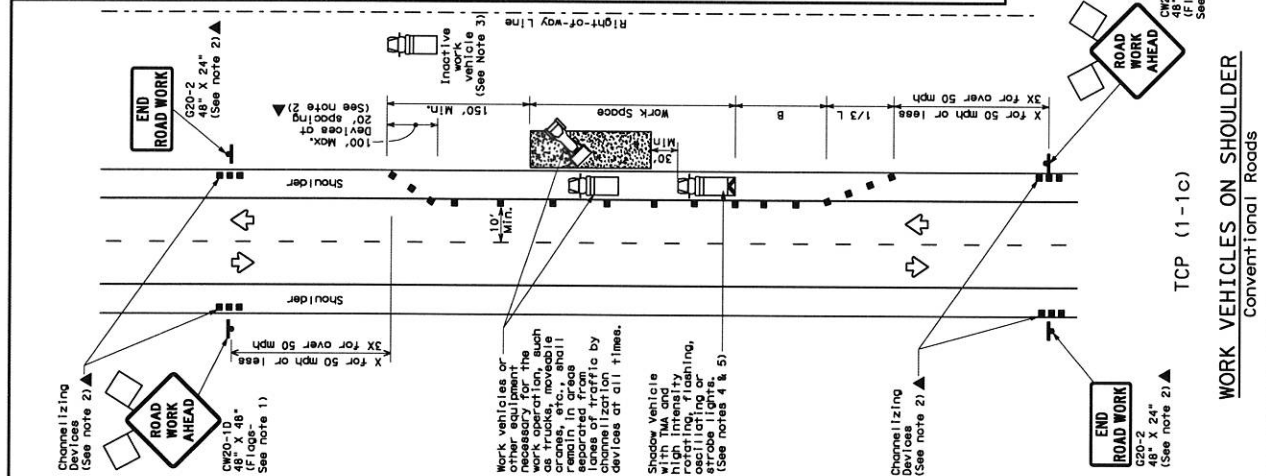 Right-of-way Line
CW2
48"
(Fl
See
ROAD
WORK
AHEAD
END
ROAD WORK
G20-2
48" X 24"
(See note 2)
Inactive
work
vehicle
(See Note 3)
100' Max.
Devices at
20' spacing
(See note 2)
150' Min.
Work Space
30'
Min
B
1/3 L
X for 50 mph or less
3X for over 50 mph
Shoulder
10'
Min.
Shoulder
X for 50 mph or less
3X for over 50 mph
Channelizing
Devices
(See note 2)
ROAD
WORK
AHEAD
CW20-1D
48" X 48"
(Flags-
See note 1)
Work vehicles or
other equipment
necessary for the
work operation, such
as trucks, moveable
cranes, etc., shall
remain in areas
separated from
lanes of traffic by
channelization
devices at all times.
Shadow Vehicle
with TMA and
high intensity
rotating, flashing,
oscillating or
strobe lights.
(See notes 4 & 5)
Channelizing
Devices
(See note 2)
END
ROAD WORK
G20-2
48" X 24"
(See note 2)
TCP (1-1c)
WORK VEHICLES ON SHOULDER
Conventional Roads